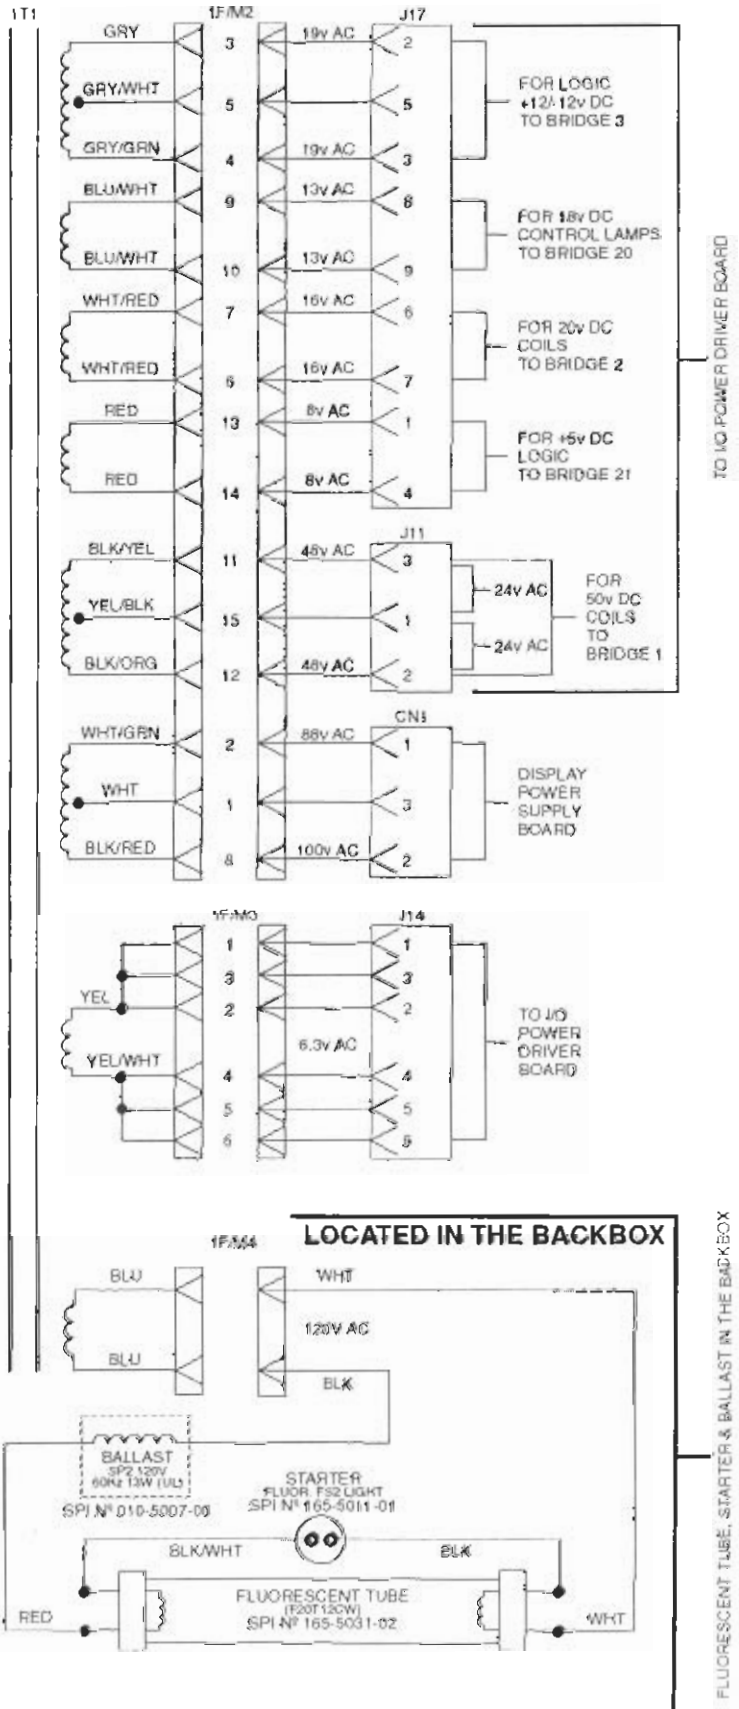 1T1
1F/M2
J17
GRY
3
19v AC
2
GRY/WHT
5
5
FOR LOGIC
+12/-12v DC
TO BRIDGE 3
GRY/GRN
4
19v AC
3
BLU/WHT
9
13v AC
8
FOR 18v DC
CONTROL LAMPS
TO BRIDGE 20
BLU/WHT
10
13v AC
9
WHT/RED
7
16v AC
6
FOR 20v DC
COILS
TO BRIDGE 2
WHT/RED
6
16v AC
7
RED
13
8v AC
1
FOR +5v DC
LOGIC
TO BRIDGE 21
RED
14
8v AC
4
TO I/O POWER DRIVER BOARD
J11
BLK/YEL
11
48v AC
3
24v AC
YEL/BLK
15
1
FOR
50v DC
COILS
TO
BRIDGE 1
24v AC
BLK/ORG
12
48v AC
2
CN1
WHT/GRN
2
88v AC
1
WHT
1
3
DISPLAY
POWER
SUPPLY
BOARD
BLK/RED
8
100v AC
2
1F/M3
J14
1
1
3
3
YEL
2
2
6.3v AC
TO I/O
POWER
DRIVER
BOARD
YEL/WHT
4
4
5
5
6
6
LOCATED IN THE BACKBOX
1F/M4
BLU
WHT
120V AC
BLU
BLK
BALLAST
SP2 120V
60Hz 13W (UL)
SPI Nº 010-5007-00
STARTER
FLUOR. FS2 LIGHT
SPI Nº 165-5011-01
BLK/WHT
BLK
FLUORESCENT TUBE
(F20T12CW)
SPI Nº 165-5031-02
RED
WHT
FLUORESCENT TUBE, STARTER & BALLAST IN THE BACKBOX